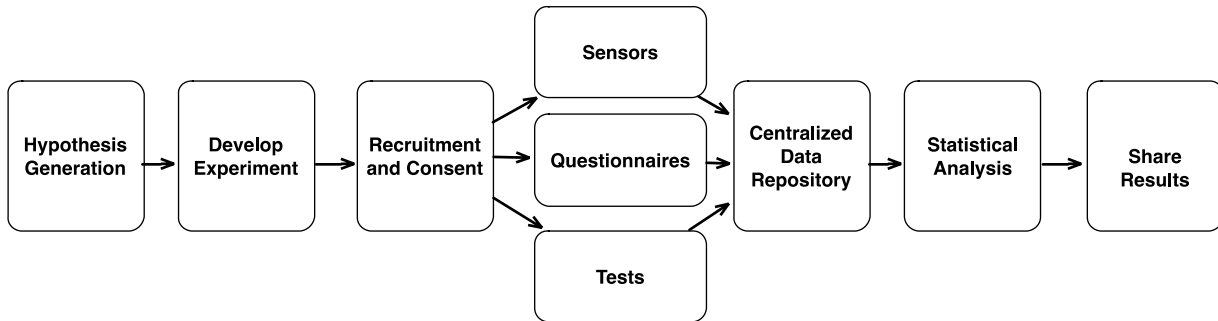 Hypothesis
Generation
Develop
Experiment
Recruitment
and Consent
Sensors
Questionnaires
Tests
Centralized
Data
Repository
Statistical
Analysis
Share
Results